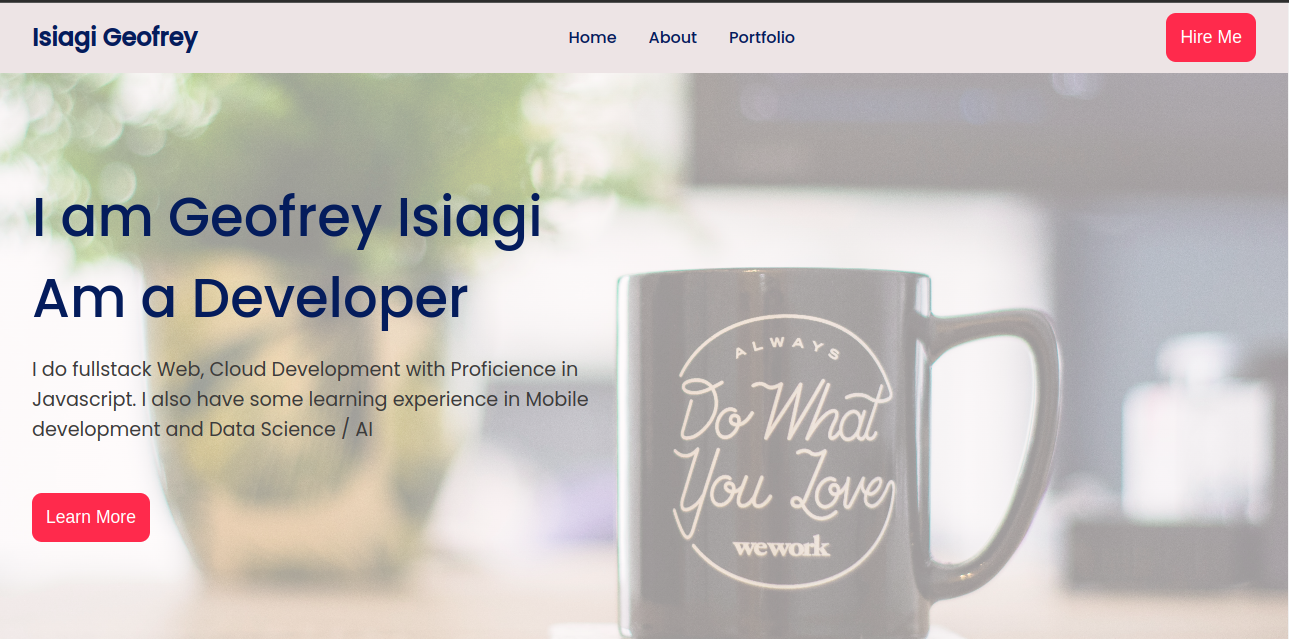 Isiagi Geofrey
Home About Portfolio
Hire Me
I am Geofrey Isiagi
Am a Developer
I do fullstack Web, Cloud Development with Proficience in
Javascript. I also have some learning experience in Mobile
development and Data Science / AI
Learn More
ALWAYS
Do What
You Love
wework